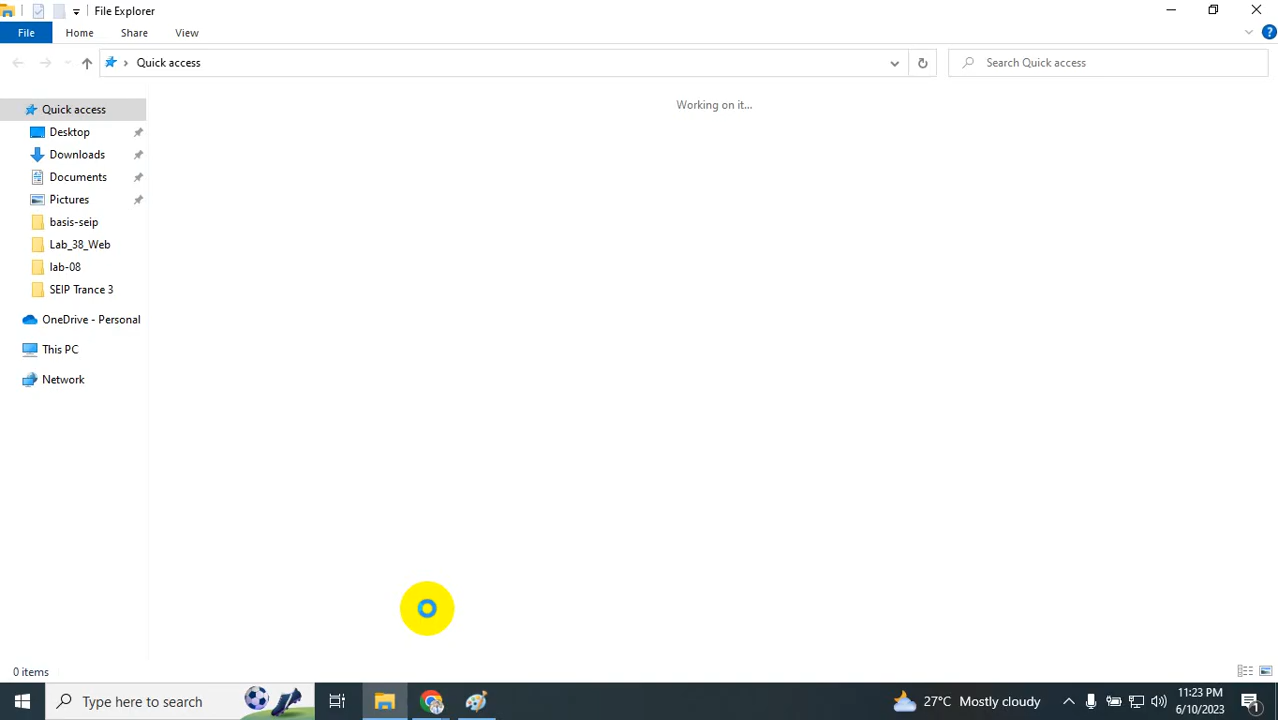 File Explorer
File Home Share View
Quick access
Search Quick access
Working on it...
Quick access
Desktop
Downloads
Documents
Pictures
basis-seip
Lab_38_Web
lab-08
SEIP Trance 3
OneDrive - Personal
This PC
Network
0 items
Type here to search
27°C Mostly cloudy
11:23 PM
6/10/2023
1